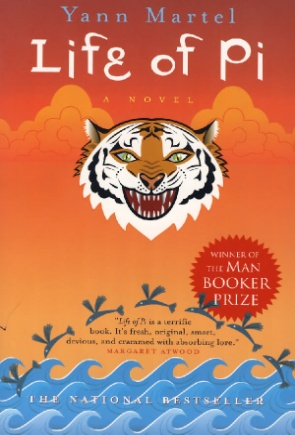 Yann Martel
Life of Pi
A NOVEL
WINNER OF
THE MAN
BOOKER
PRIZE
"Life of Pi is a terrific
book. It's fresh, original, smart,
devious, and crammed with absorbing lore."
MARGARET ATWOOD
THE NATIONAL BESTSELLER